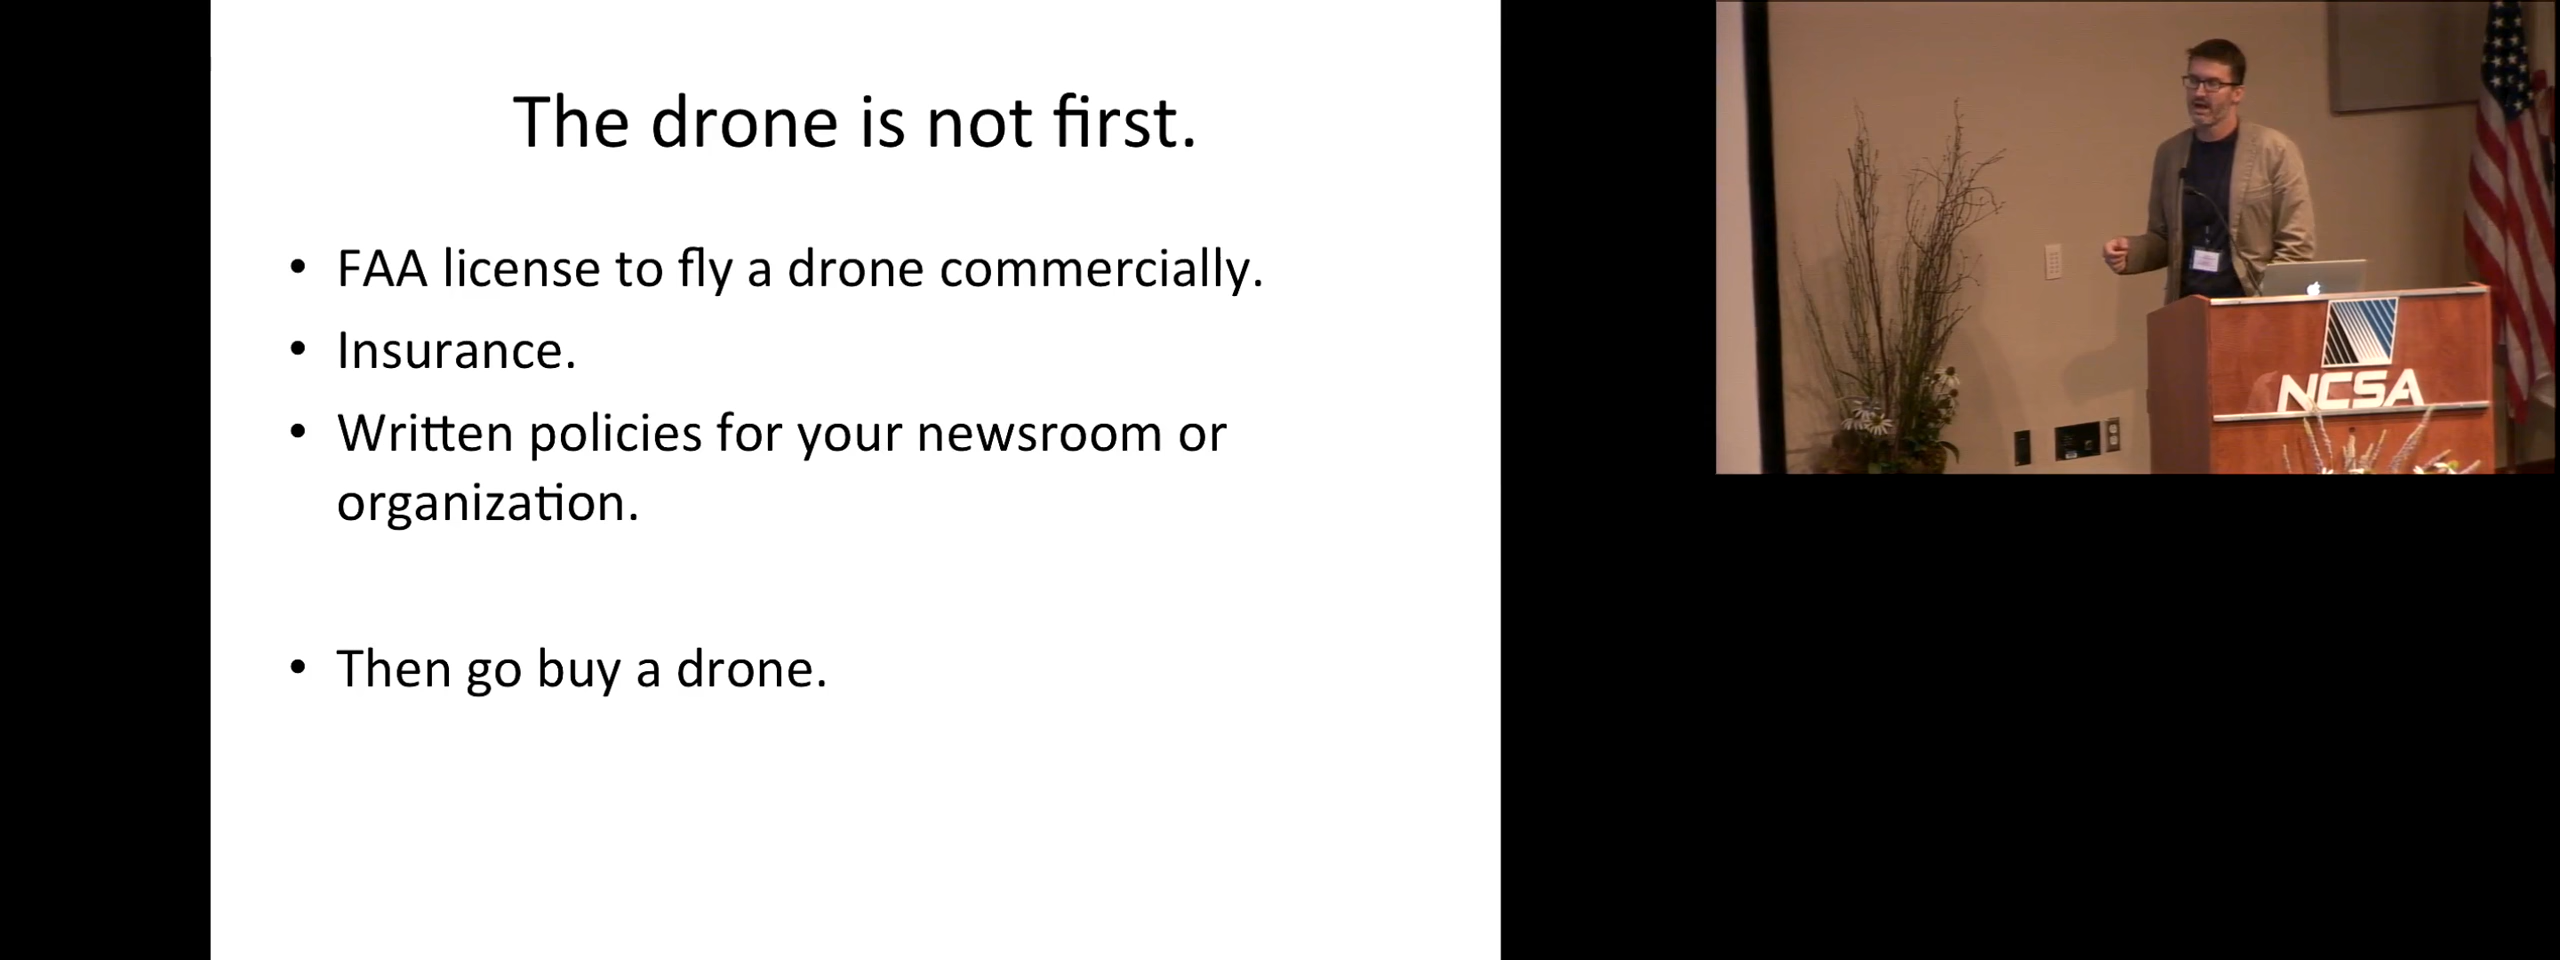 The drone is not first.
• FAA license to fly a drone commercially.
• Insurance.
• Written policies for your newsroom or
organization.
• Then go buy a drone.
NCSA